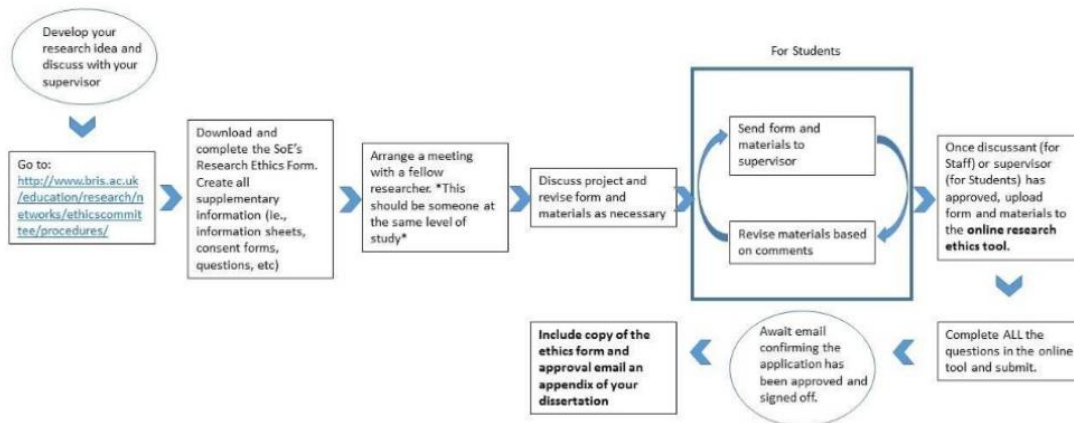 Develop your
research idea and
discuss with your
supervisor
Go to:
http://www.bris.ac.uk
/education/research/n
etworks/ethicscommit
tee/procedures/
Download and
complete the SoE's
Research Ethics Form.
Create all
supplementary
information (ie.,
information sheets,
consent forms,
questions, etc)
Arrange a meeting
with a fellow
researcher. *This
should be someone at
the same level of
study*
Discuss project and
revise form and
materials as necessary
For Students
Send form and
materials to
supervisor
Revise materials based
on comments
Once discussant (for
Staff) or supervisor
(for Students) has
approved, upload
form and materials to
the online research
ethics tool.
Complete ALL the
questions in the online
tool and submit.
Await email
confirming the
application has
been approved and
signed off.
Include copy of the
ethics form and
approval email an
appendix of your
dissertation